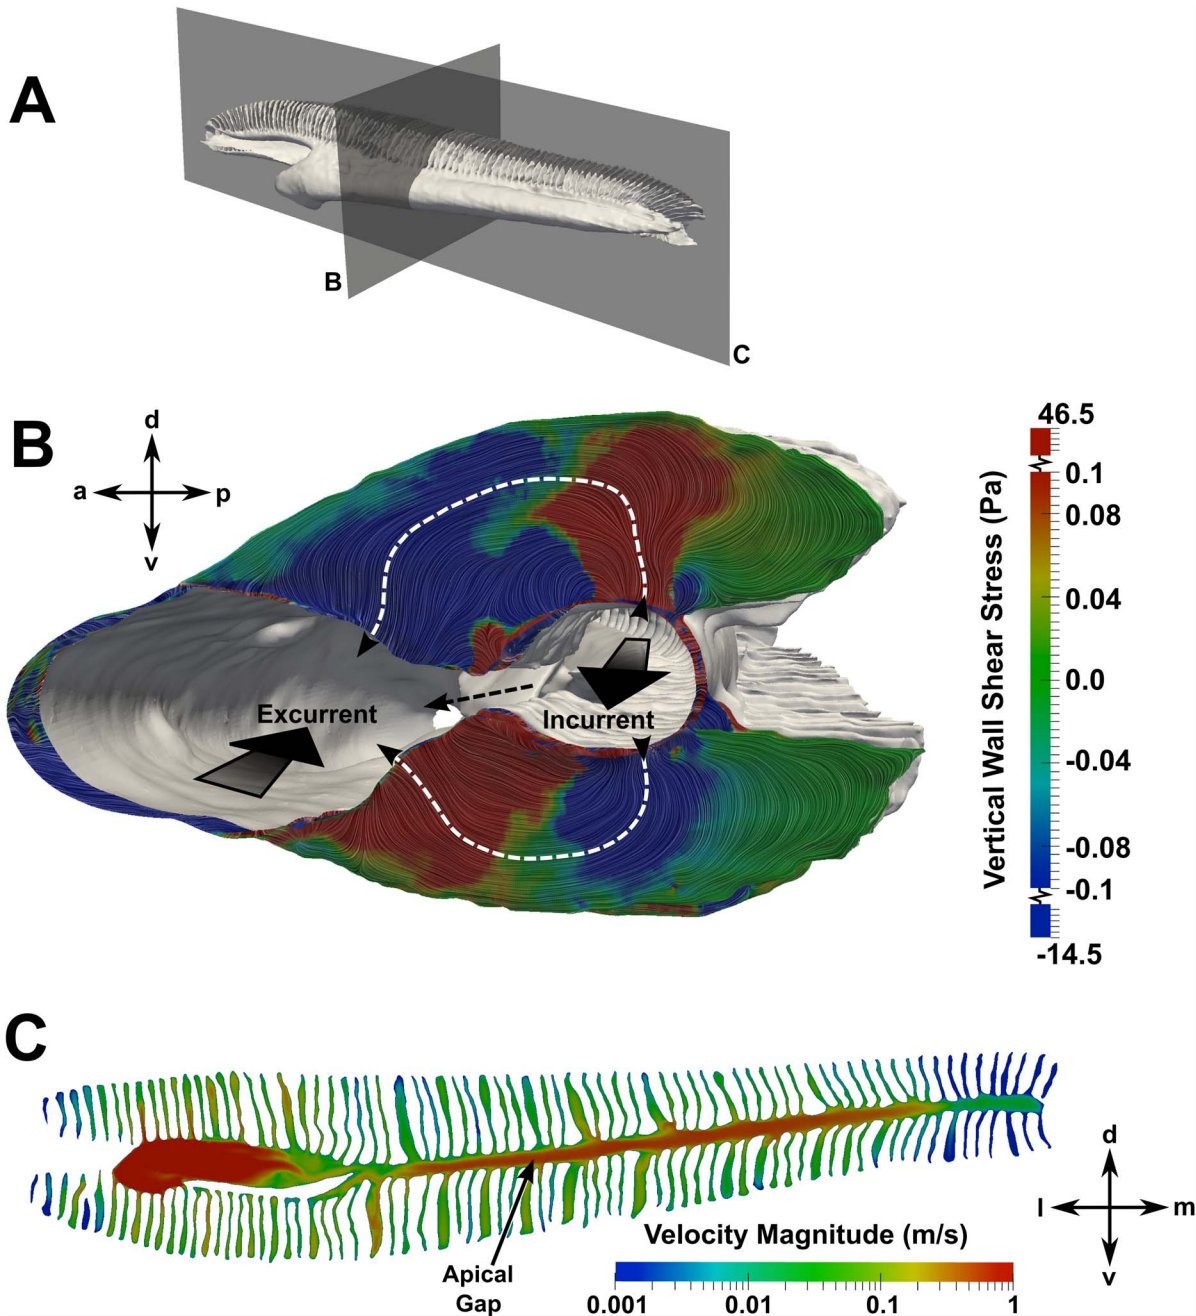 A
B
C
B
d
a
p
v
Excurrent
Incurrent
Vertical Wall Shear Stress (Pa)
46.5
0.1
0.08
0.04
0.0
-0.04
-0.08
-0.1
-14.5
C
Apical
Gap
d
l
m
v
Velocity Magnitude (m/s)
0.001
0.01
0.1
1